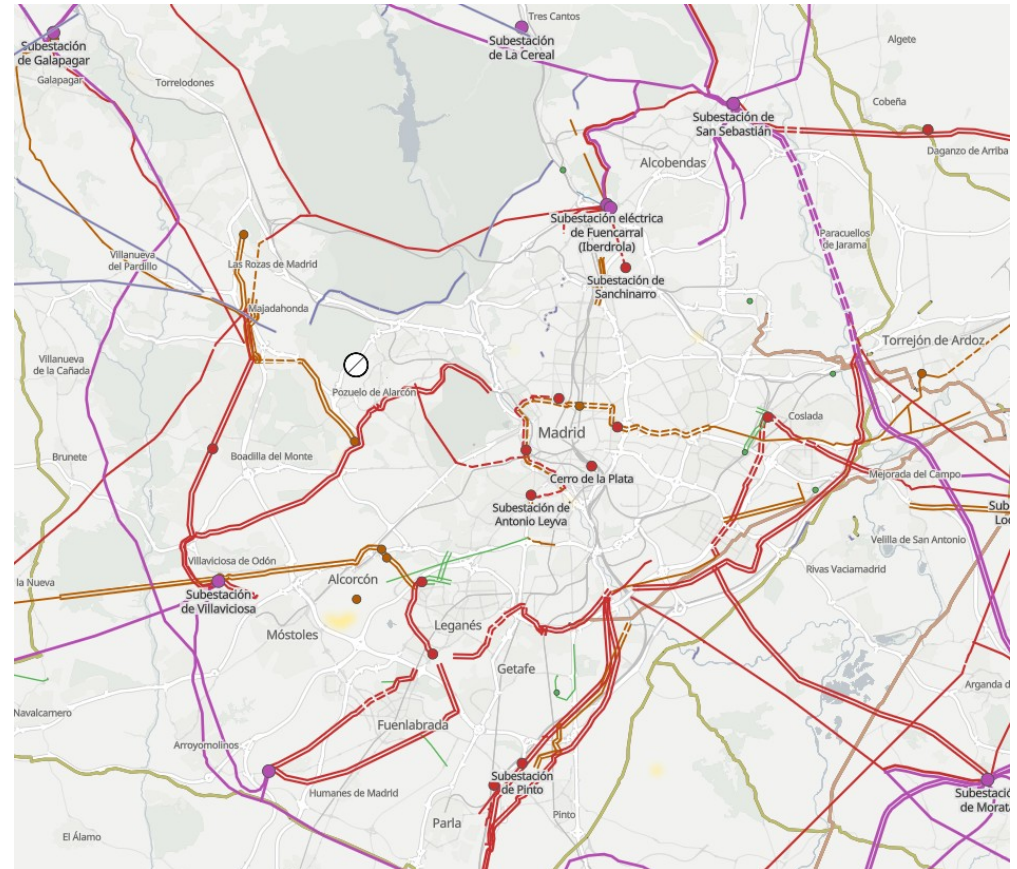 Tres Cantos
Subestación
de Galapagar
Galapagar
Subestación
de La Cereal
Algete
Torrelodones
Cobeña
Subestación de
San Sebastián
Daganzo de Arriba
Alcobendas
Subestación eléctrica
de Fuencarral
(Iberdrola)
Paracuellos
de Jarama
Villanueva
del Pardillo
Las Rozas de Madrid
Subestación de
Sanchinarro
Majadahonda
Torrejón de Ardoz
Villanueva
de la Cañada
Pozuelo de Alarcón
Coslada
Madrid
Brunete
Boadilla del Monte
Cerro de la Plata
Mejorada del Campo
Subestación de
Antonio Leyva
Sub
Loe
Velilla de San Antonio
Villaviciosa de Odón
Rivas Vaciamadrid
la Nueva
Alcorcón
Subestación
de Villaviciosa
Leganés
Móstoles
Getafe
Arganda d
Navalcarnero
Fuenlabrada
Arroyomolinos
Subestación
de Pinto
Humanes de Madrid
Subestació
de Morat
Parla
Pinto
El Álamo